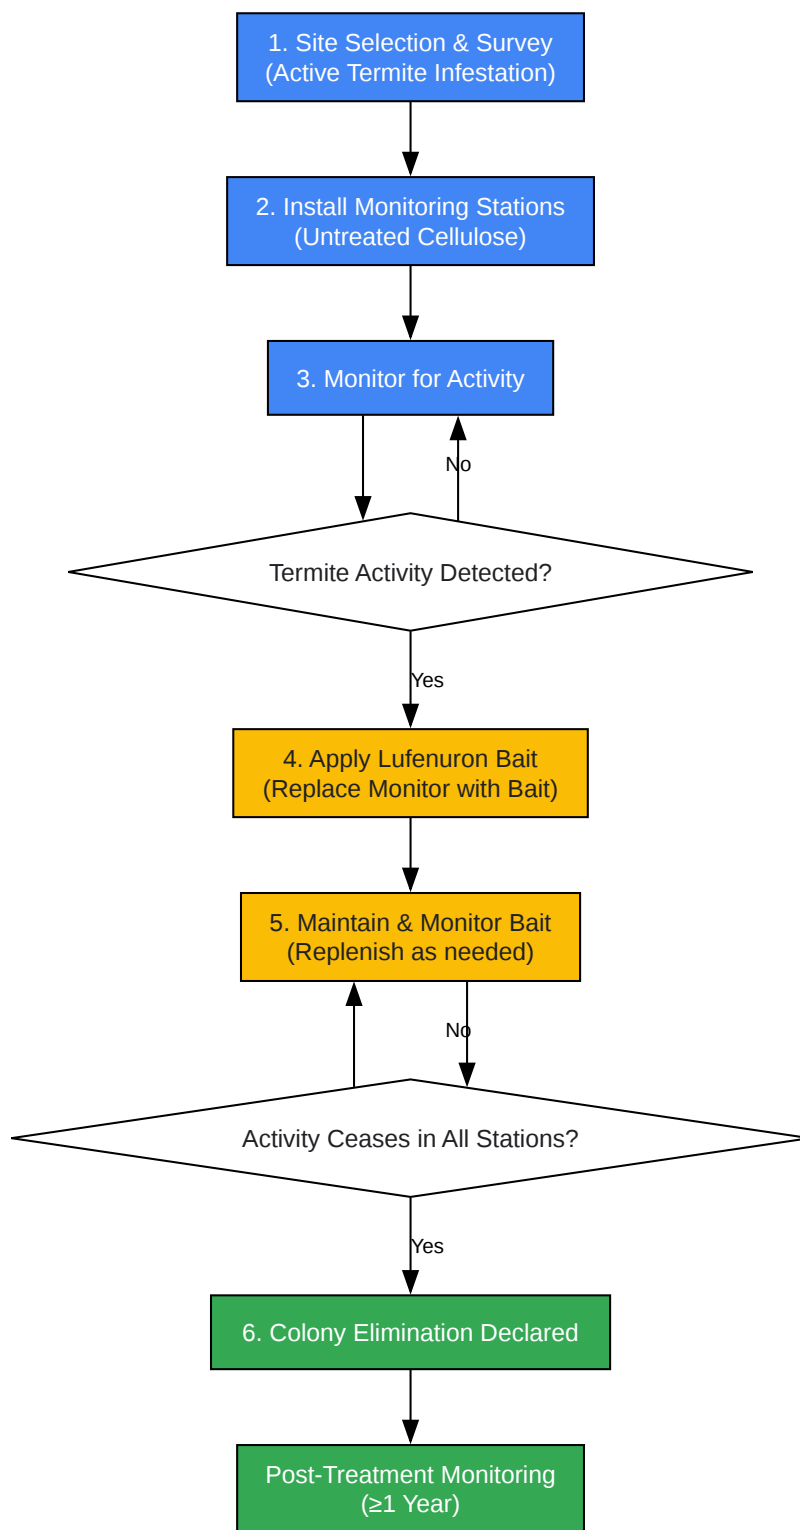 1. Site Selection & Survey
(Active Termite Infestation)
2. Install Monitoring Stations
(Untreated Cellulose)
3. Monitor for Activity
No
Termite Activity Detected?
Yes
4. Apply Lufenuron Bait
(Replace Monitor with Bait)
5. Maintain & Monitor Bait
(Replenish as needed)
No
Activity Ceases in All Stations?
Yes
6. Colony Elimination Declared
Post-Treatment Monitoring
(≥1 Year)